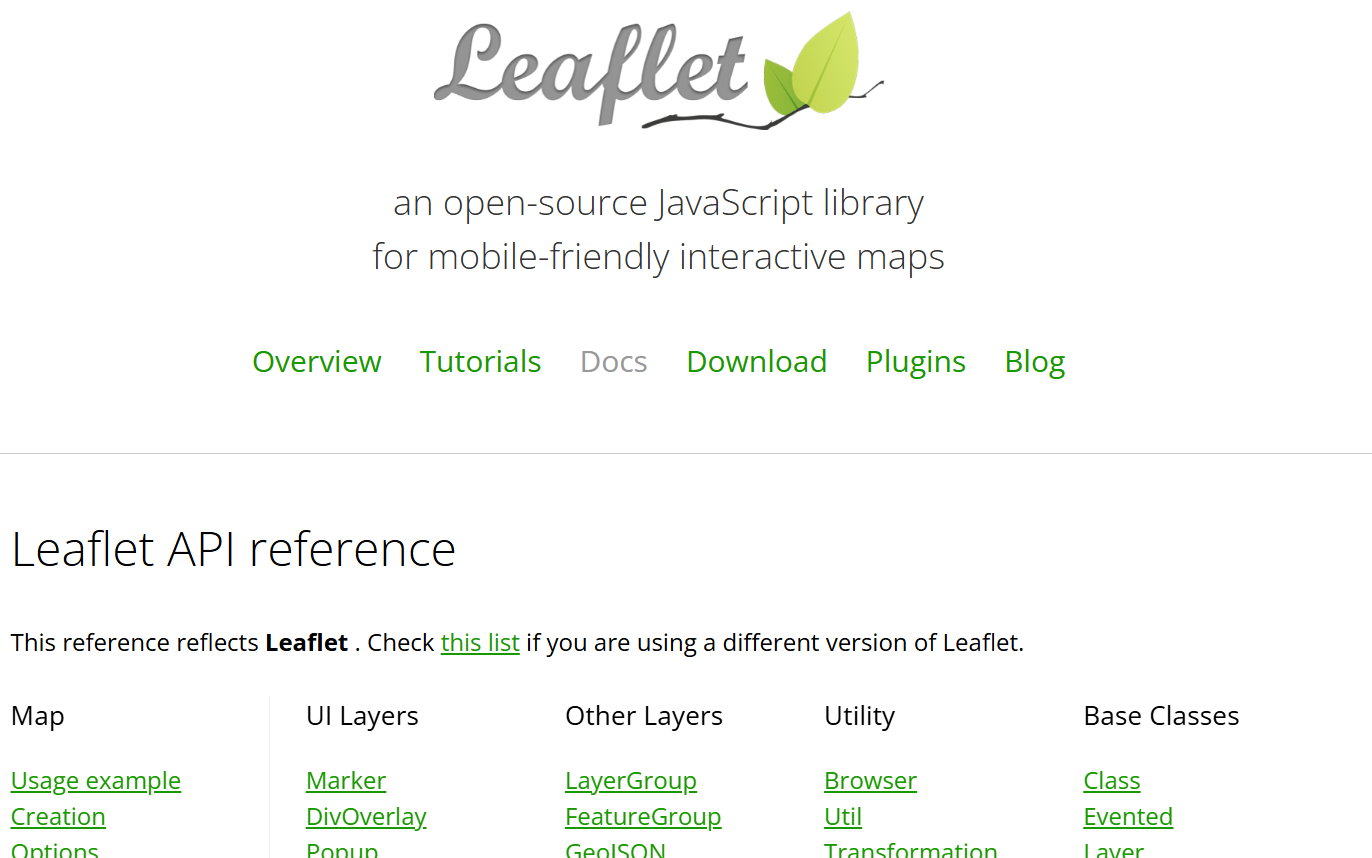 Leaflet
an open-source JavaScript library
for mobile-friendly interactive maps
Overview Tutorials Docs Download Plugins Blog
Leaflet API reference
This reference reflects Leaflet . Check this list if you are using a different version of Leaflet.
Map
Usage example
Creation
Options
UI Layers
Marker
DivOverlay
Popup
Other Layers
LayerGroup
FeatureGroup
GeoJSON
Utility
Browser
Util
Transformation
Base Classes
Class
Evented
Layer